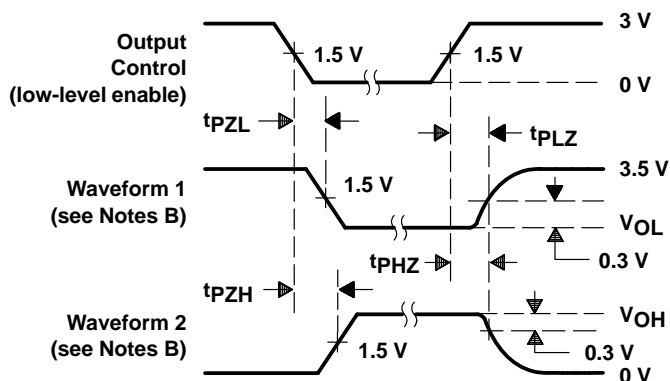 Output
Control
(low-level enable)
1.5 V
1.5 V
3 V
0 V
tPZL
tPLZ
Waveform 1
(see Notes B)
1.5 V
3.5 V
VOL
0.3 V
tPHZ
tPZH
Waveform 2
(see Notes B)
1.5 V
VOH
0.3 V
0 V